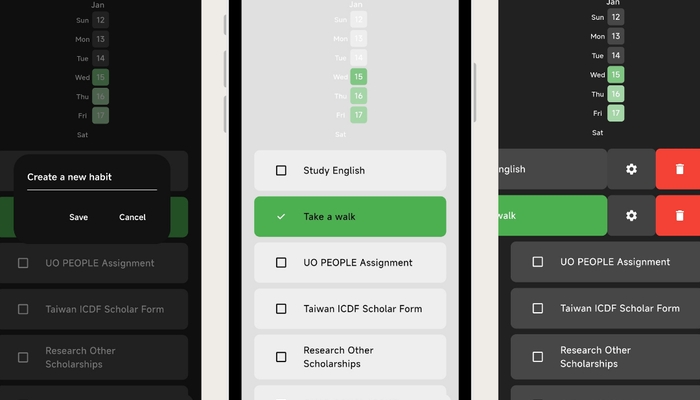 Jan
Sun 12
Mon 13
Tue 14
Wed 15
Thu 16
Fri 17
Sat
Create a new habit
Save Cancel
UO PEOPLE Assignment
Taiwan ICDF Scholar Form
Research Other
Scholarships
Jan
Sun 12
Mon 13
Tue 14
Wed 15
Thu 16
Fri 17
Sat
Study English
Take a walk
UO PEOPLE Assignment
Taiwan ICDF Scholar Form
Research Other
Scholarships
Jan
Sun 12
Mon 13
Tue 14
Wed 15
Thu 16
Fri 17
Sat
nglish
walk
UO PEOPLE Assignment
Taiwan ICDF Scholar Form
Research Other
Scholarships